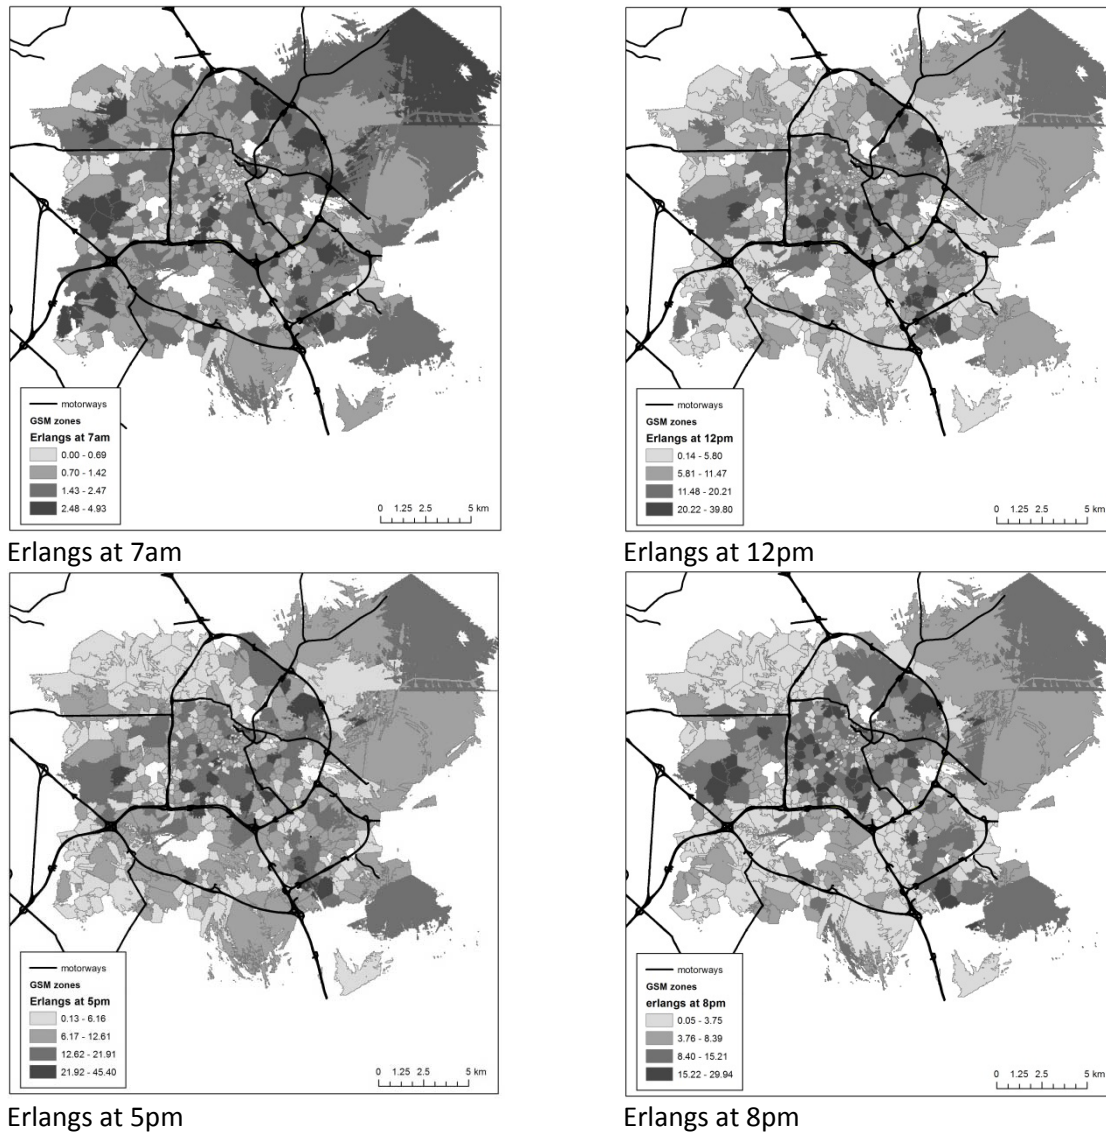 motorways
GSM zones
Erlangs at 7am
0.00 - 0.69
0.70 - 1.42
1.43 - 2.47
2.48 - 4.93
0 1.25 2.5 5 km
Erlangs at 7am
motorways
GSM zones
Erlangs at 12pm
0.14 - 5.80
5.81 - 11.47
11.48 - 20.21
20.22 - 39.80
0 1.25 2.5 5 km
Erlangs at 12pm
motorways
GSM zones
Erlangs at 5pm
0.13 - 6.16
6.17 - 12.61
12.62 - 21.91
21.92 - 45.40
0 1.25 2.5 5 km
Erlangs at 5pm
motorways
GSM zones
erlangs at 8pm
0.05 - 3.75
3.76 - 8.39
8.40 - 15.21
15.22 - 29.94
0 1.25 2.5 5 km
Erlangs at 8pm